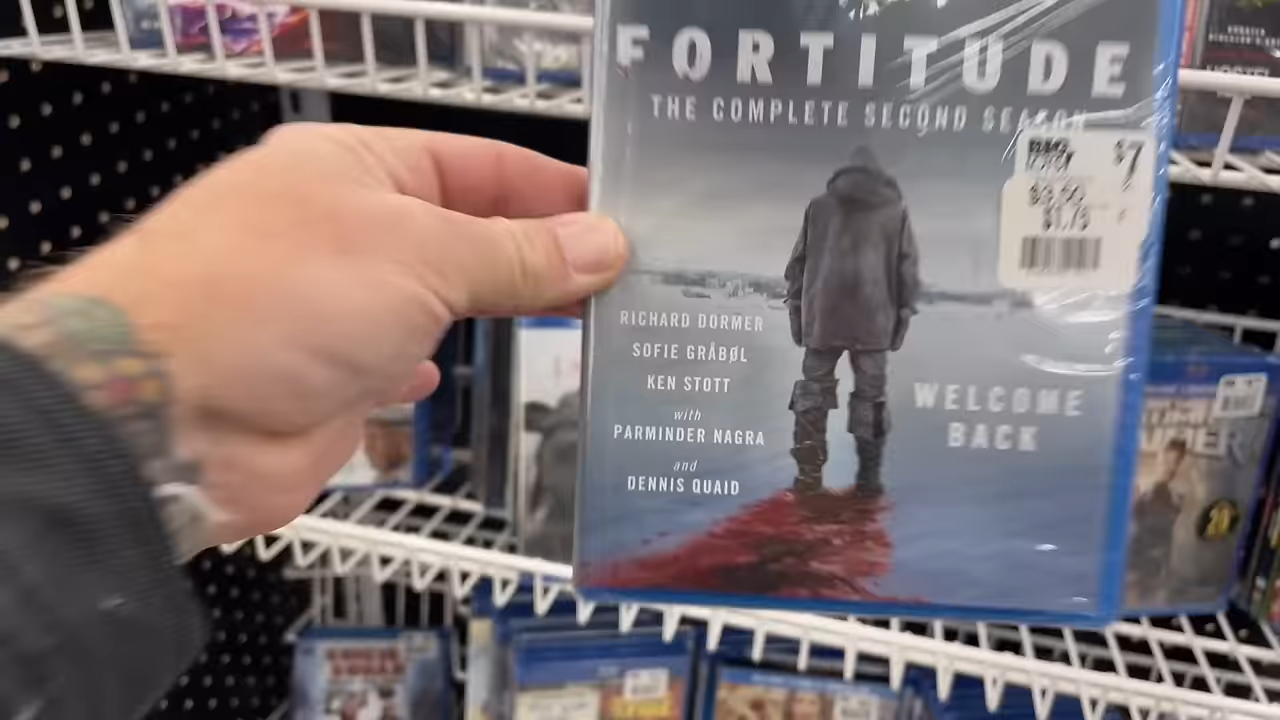 FORTITUDE
THE COMPLETE SECOND SEASON
$7
$3.50
$1.75
RICHARD DORMER
SOFIE GRÅBØL
KEN STOTT
with
PARMINDER NAGRA
and
DENNIS QUAID
WELCOME
BACK